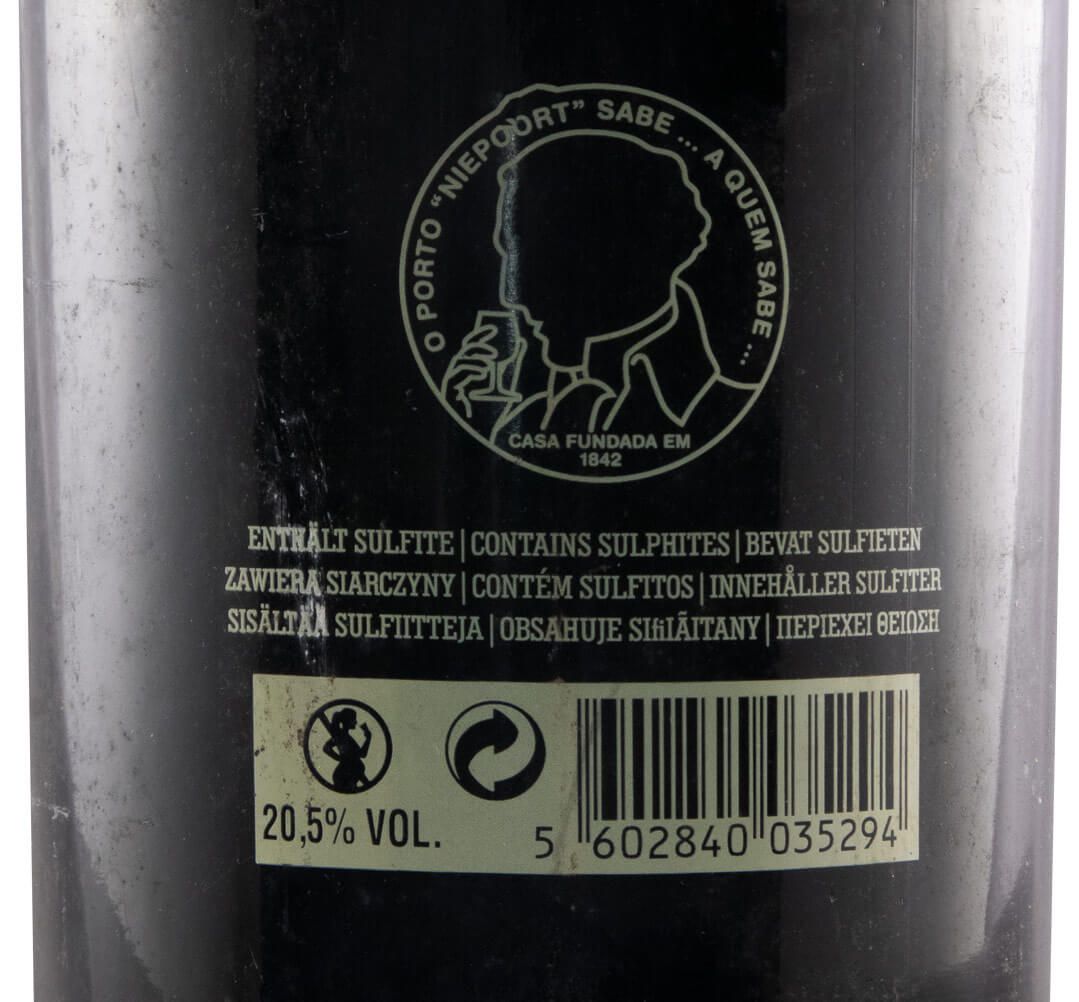 O PORTO “NIEPOORT” SABE ... A QUEM SABE ...
CASA FUNDADA EM
1842
ENTHÄLT SULFITE | CONTAINS SULPHITES | BEVAT SULFIETEN
ZAWIERA SIARCZYNY | CONTÉM SULFITOS | INNEHÅLLER SULFITER
SISÄLTÄÄ SULFIITTEJA | OBSAHUJE SIfiIÃITANY | ΠΕΡΙΕΧΕΙ ΘΕΙΩΣΗ
20,5% VOL.
5 602840 035294